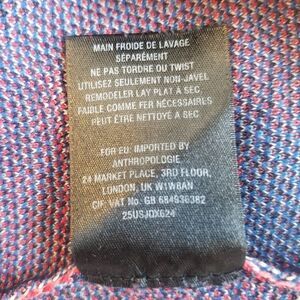 MAIN FROIDE DE LAVAGE
SÉPARÉMENT
NE PAS TORDRE OU TWIST
UTILISEZ SEULEMENT NON-JAVEL
REMODELER LAY PLAT A SEC
FAIBLE COMME FER NÉCESSAIRES
PEUT ÊTRE NETTOYÉ A SEC
FOR EU: IMPORTED BY
ANTHROPOLOGIE
24 MARKET PLACE, 3RD FLOOR,
LONDON, UK W1W8AN
CIF VAT No. GB 684936382
25USJQX624